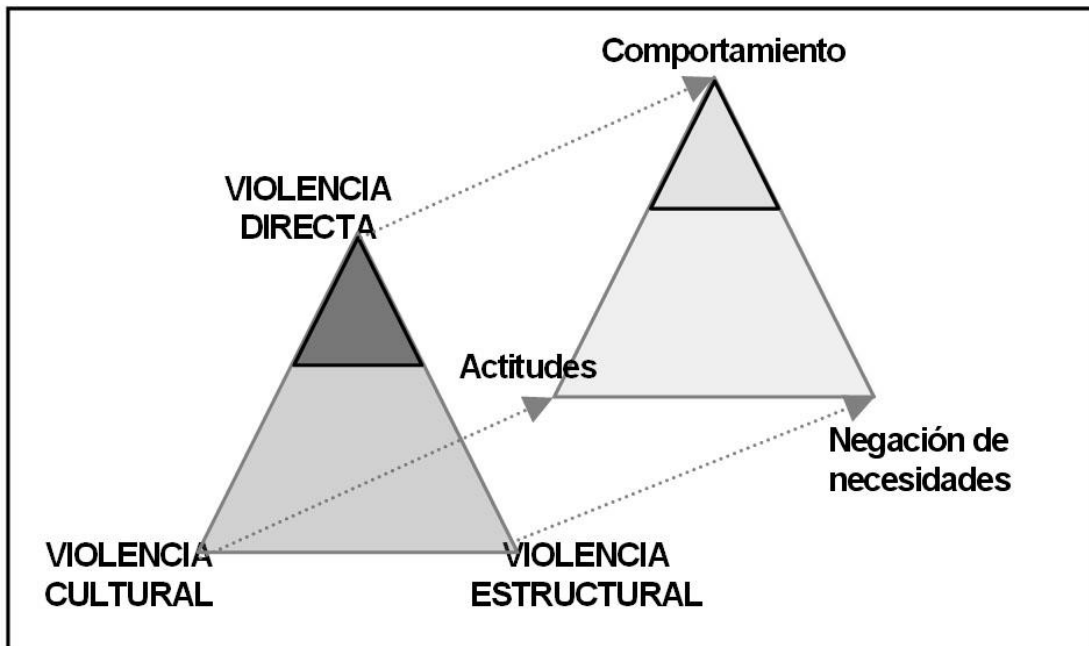 Comportamiento
VIOLENCIA
DIRECTA
Actitudes
Negación de
necesidades
VIOLENCIA
CULTURAL
VIOLENCIA
ESTRUCTURAL